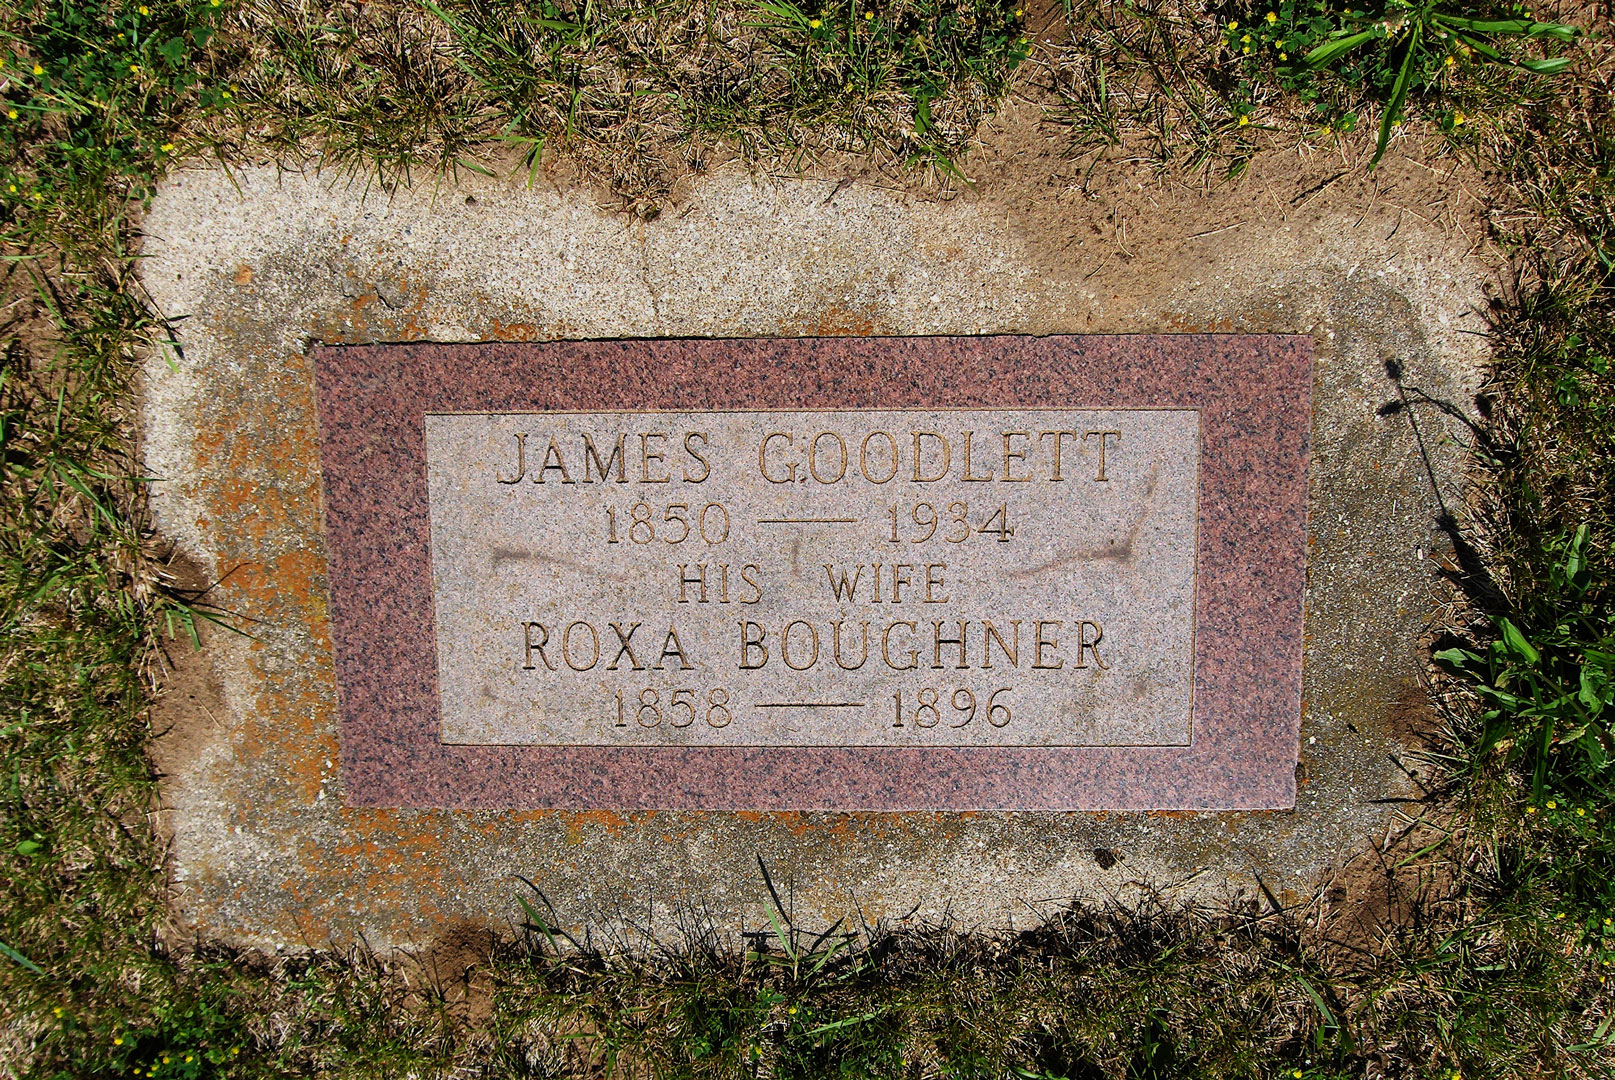 JAMES GOODLETT
1850 — 1934
HIS WIFE
ROXA BOUGHNER
1858 — 1896